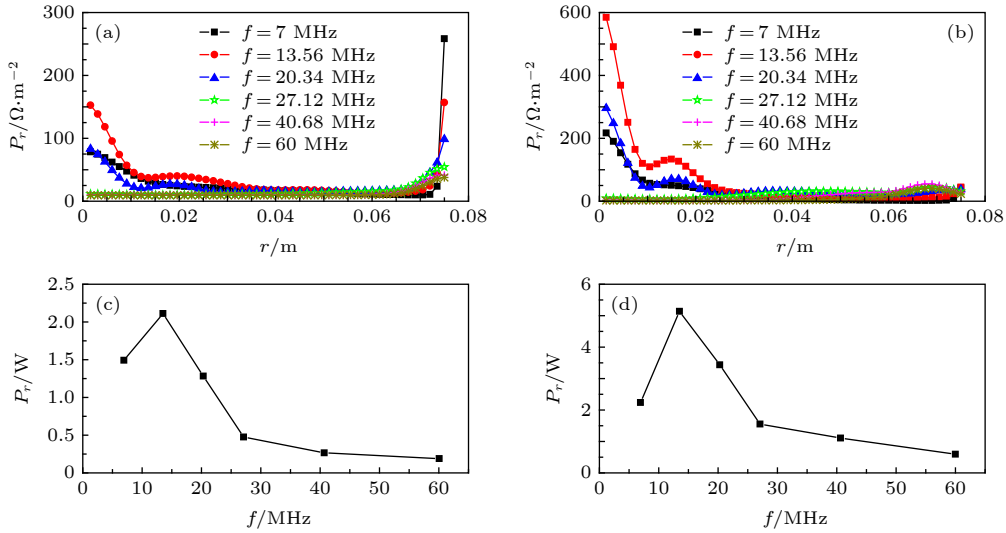 (a)
f=7 MHz
f=13.56 MHz
f=20.34 MHz
f=27.12 MHz
f=40.68 MHz
f=60 MHz
P_r/Ω·m⁻²
300
250
200
150
100
50
0
0 0.02 0.04 0.06 0.08
r/m
(b)
f=7 MHz
f=13.56 MHz
f=20.34 MHz
f=27.12 MHz
f=40.68 MHz
f=60 MHz
P_r/Ω·m⁻²
600
400
200
0
0 0.02 0.04 0.06 0.08
r/m
(c)
P_r/W
2.5
2.0
1.5
1.0
0.5
0
0 10 20 30 40 50 60
f/MHz
(d)
P_r/W
6
4
2
0
0 10 20 30 40 50 60
f/MHz